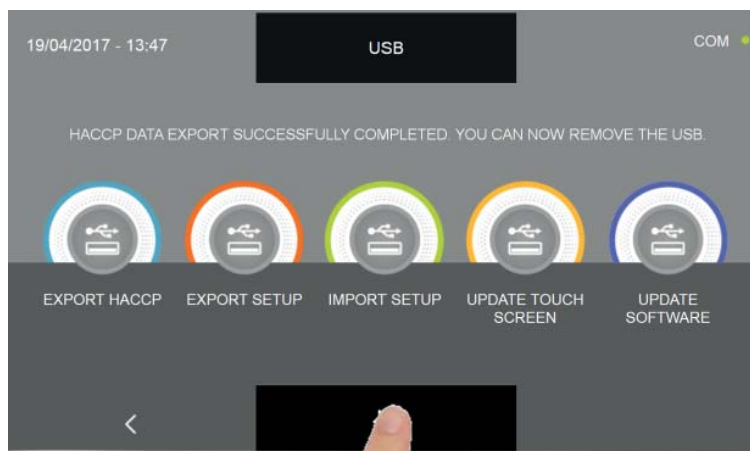 19/04/2017 - 13:47
USB
COM
HACCP DATA EXPORT SUCCESSFULLY COMPLETED. YOU CAN NOW REMOVE THE USB.
EXPORT HACCP
EXPORT SETUP
IMPORT SETUP
UPDATE TOUCH
SCREEN
UPDATE
SOFTWARE